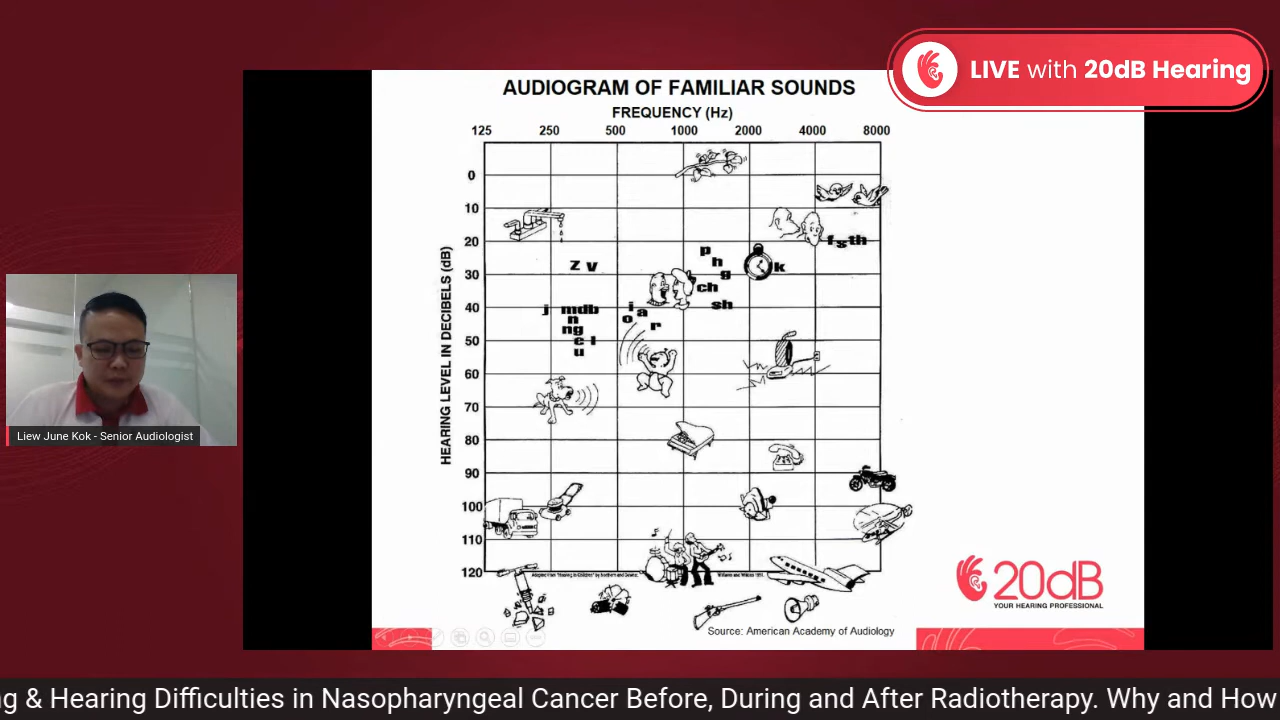 LIVE with 20dB Hearing
AUDIOGRAM OF FAMILIAR SOUNDS
FREQUENCY (Hz)
125 250 500 1000 2000 4000 8000
HEARING LEVEL IN DECIBELS (dB)
0
10
20
30
40
50
60
70
80
90
100
110
120
f s th
z v
p
h
g
k
ch
sh
j mdb
n
ng
e l
u
i
a
o
r
20dB
YOUR HEARING PROFESSIONAL
Source: American Academy of Audiology
Liew June Kok - Senior Audiologist
g & Hearing Difficulties in Nasopharyngeal Cancer Before, During and After Radiotherapy. Why and How